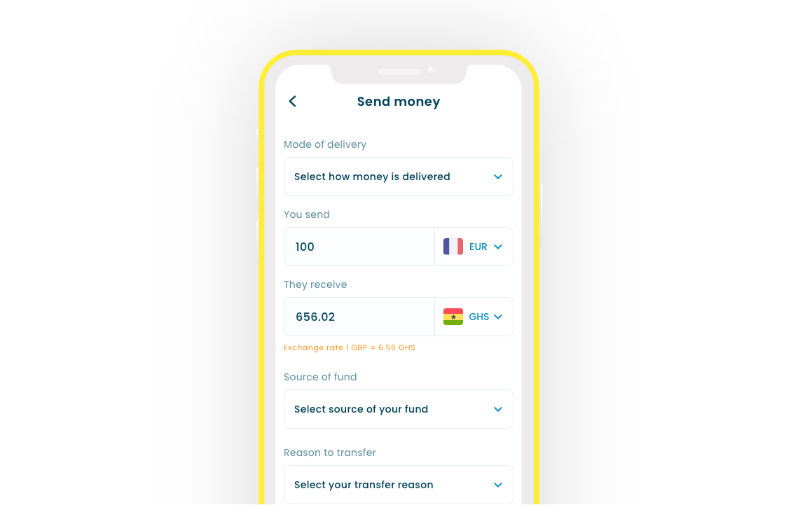 Send money
Mode of delivery
Select how money is delivered
You send
100
EUR
They receive
656.02
GHS
Exchange rate 1 GBP = 6.56 GHS
Source of fund
Select source of your fund
Reason to transfer
Select your transfer reason